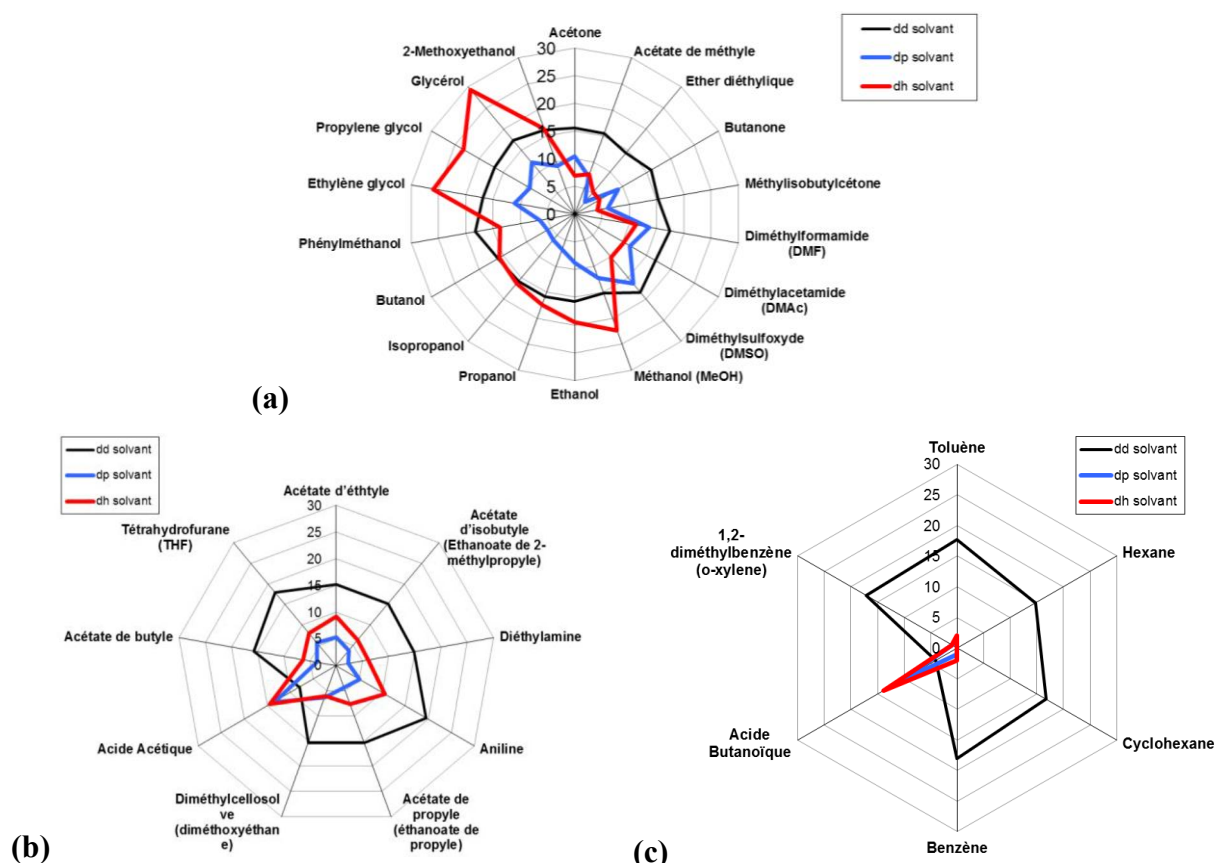 Acétone
Acétate de méthyle
Ether diéthylique
Butanone
Méthylisobutylcétone
Diméthylformamide
(DMF)
Diméthylacetamide
(DMAc)
Diméthylsulfoxyde
(DMSO)
Méthanol (MeOH)
Ethanol
Propanol
Isopropanol
Butanol
Phénylméthanol
Ethylène glycol
Propylene glycol
Glycérol
2-Methoxyethanol
30
25
20
15
10
5
0
dd solvant
dp solvant
dh solvant
(a)
dd solvant
dp solvant
dh solvant
Acétate d'éthtyle
Acétate
d'isobutyle
(Ethanoate de 2-
méthylpropyle)
Diéthylamine
Aniline
Acétate de
propyle
(éthanoate de
propyle)
Diméthylcellosol
ve
(diméthoxyéthan
e)
Acide Acétique
Acétate de butyle
Tétrahydrofurane
(THF)
30
25
20
15
10
5
0
(b)
Toluène
Hexane
Cyclohexane
Benzène
Acide
Butanoïque
1,2-
diméthylbenzène
(o-xylene)
30
25
20
15
10
5
0
dd solvant
dp solvant
dh solvant
(c)